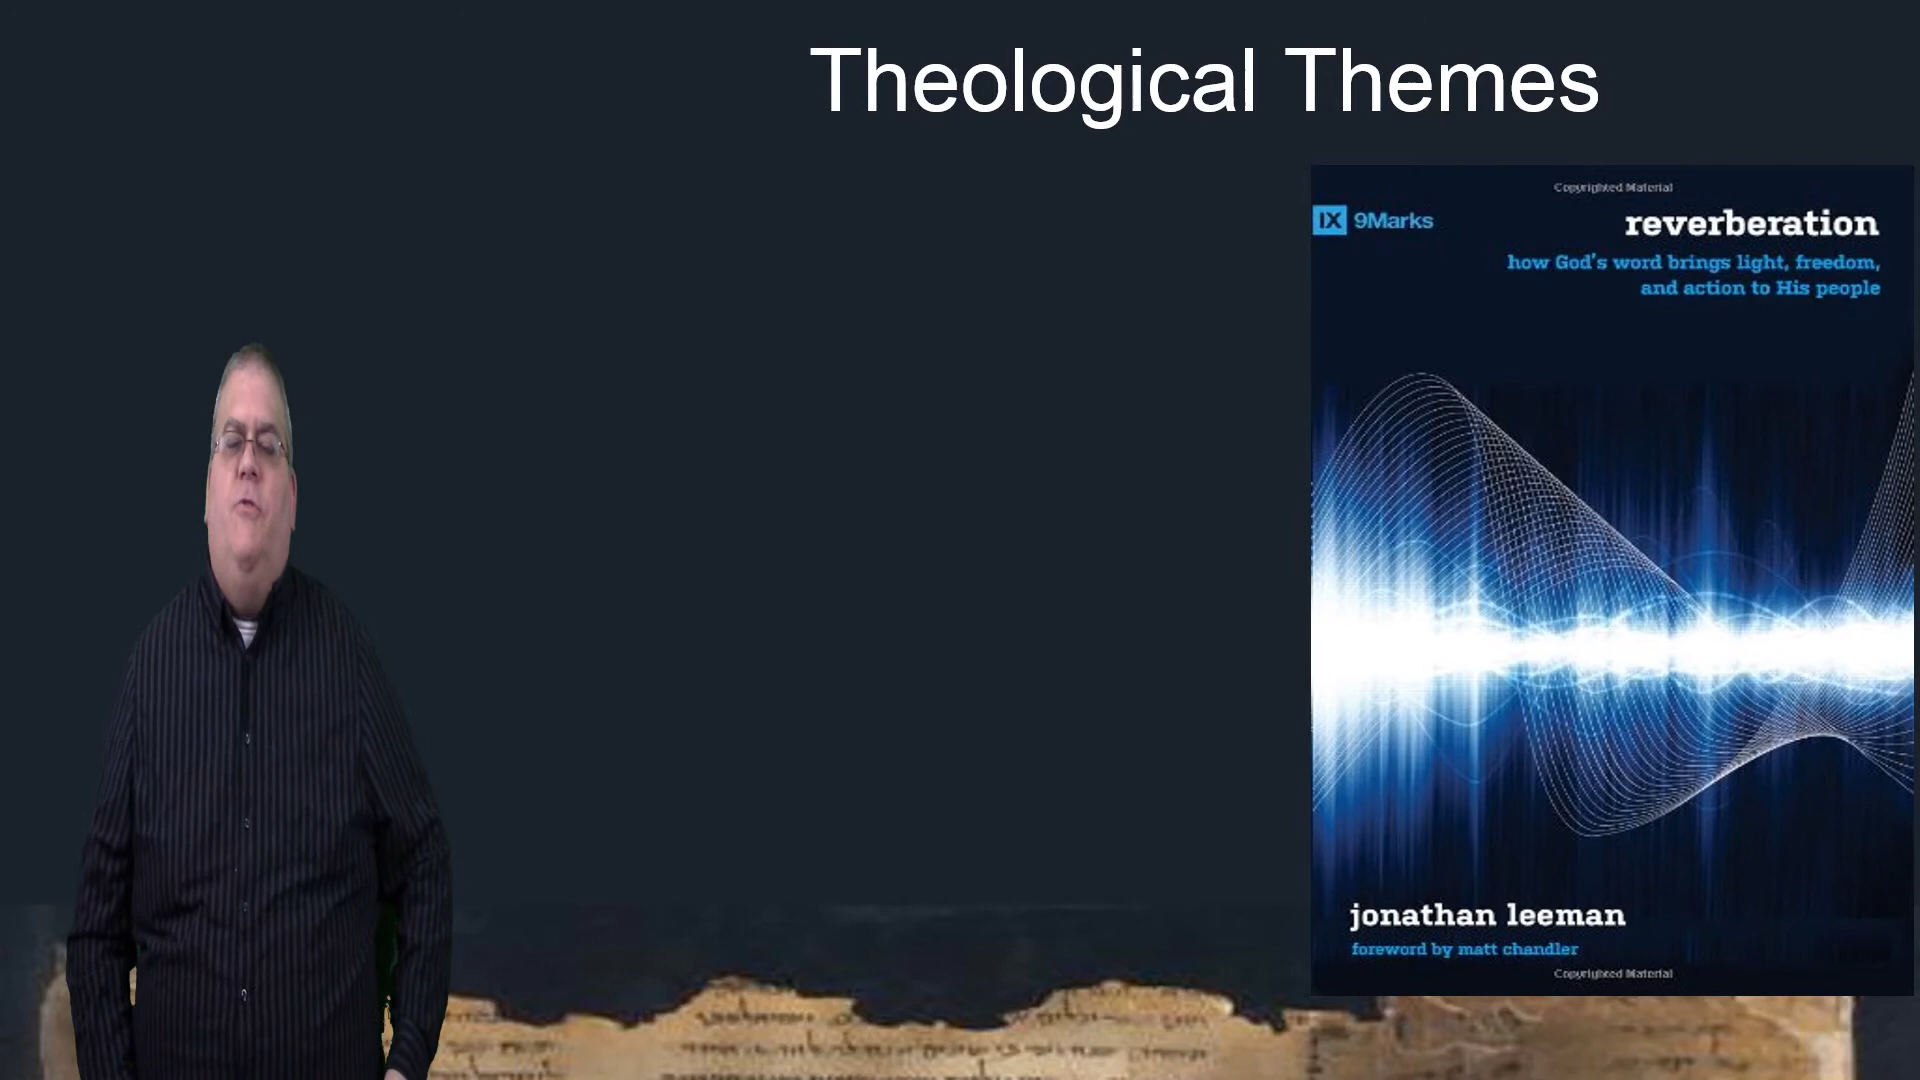 Theological Themes
Copyrighted Material
IX 9Marks
reverberation
how God's word brings light, freedom,
and action to His people
jonathan leeman
foreword by matt chandler
Copyrighted Material